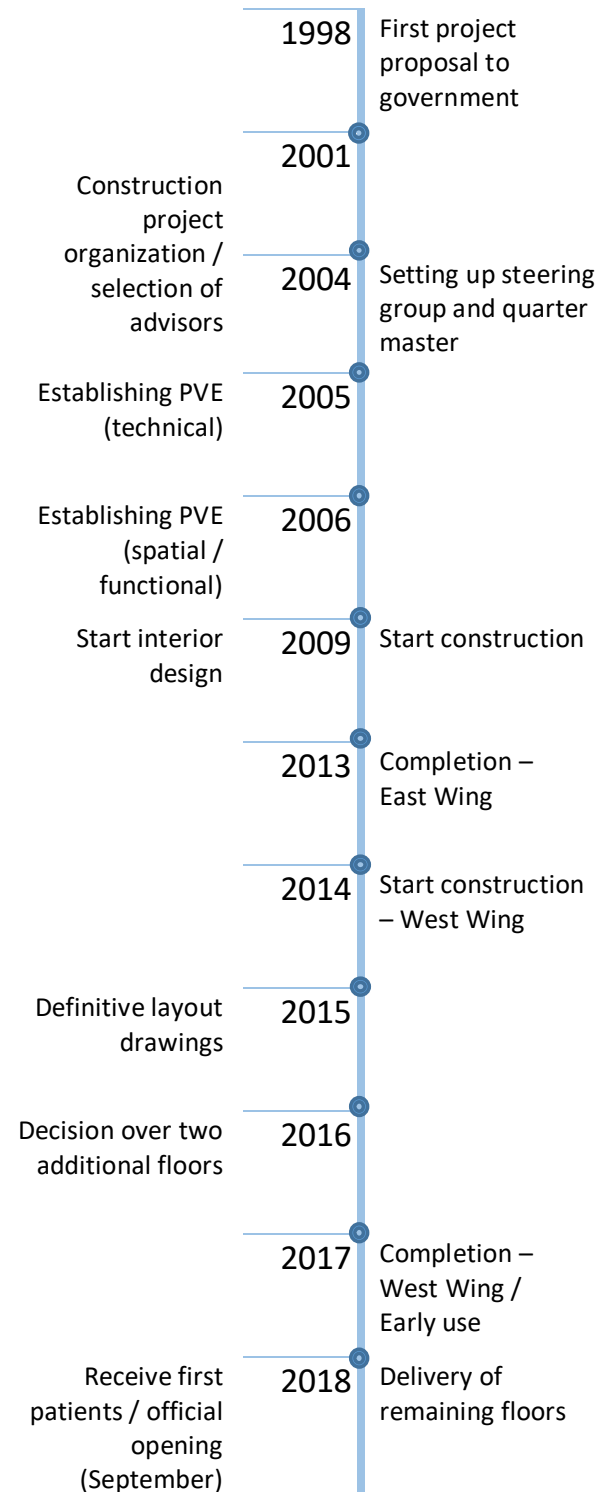 1998
First project
proposal to
government
2001
Construction
project
organization /
selection of
advisors
2004
Setting up steering
group and quarter
master
Establishing PVE
(technical)
2005
Establishing PVE
(spatial /
functional)
2006
Start interior
design
2009
Start construction
2013
Completion –
East Wing
2014
Start construction
– West Wing
Definitive layout
drawings
2015
Decision over two
additional floors
2016
2017
Completion –
West Wing /
Early use
Receive first
patients / official
opening
(September)
2018
Delivery of
remaining floors